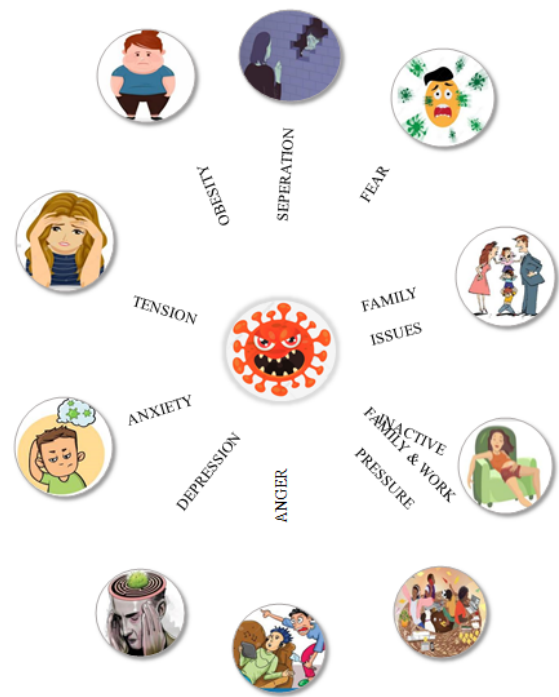 OBESITY
SEPERATION
FEAR
TENSION
FAMILY
ISSUES
ANXIETY
INACTIVE
FAMILY & WORK
PRESSURE
DEPRESSION
ANGER